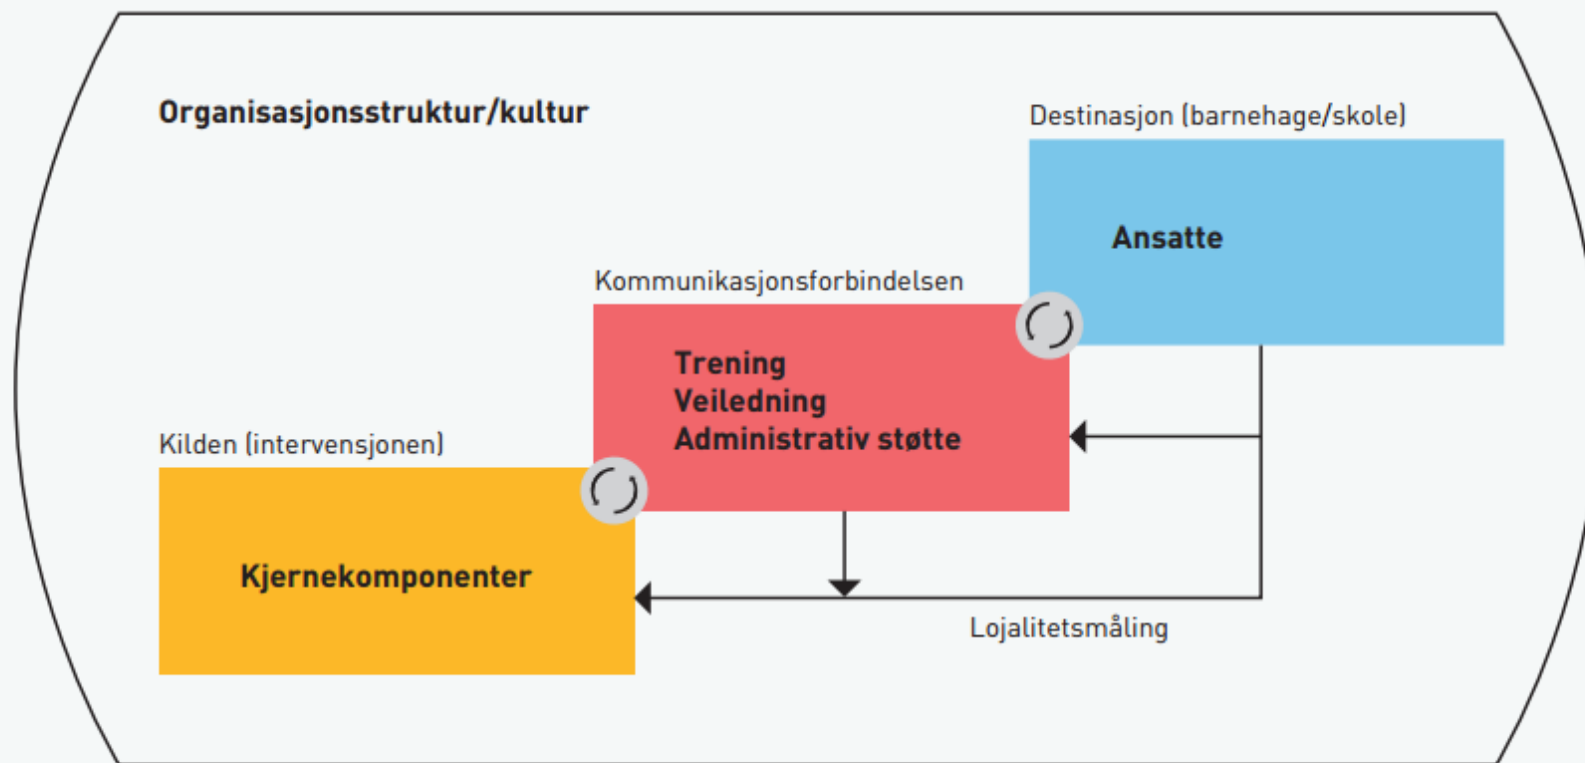 Organisasjonsstruktur/kultur
Destinasjon (barnehage/skole)
Ansatte
Kommunikasjonsforbindelsen
Trening
Veiledning
Administrativ støtte
Kilden (intervensjonen)
Kjernekomponenter
Lojalitetsmåling